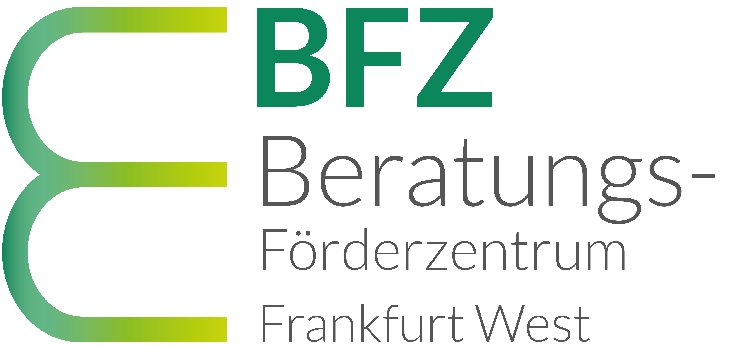 BFZ
Beratungs-
Förderzentrum
Frankfurt West